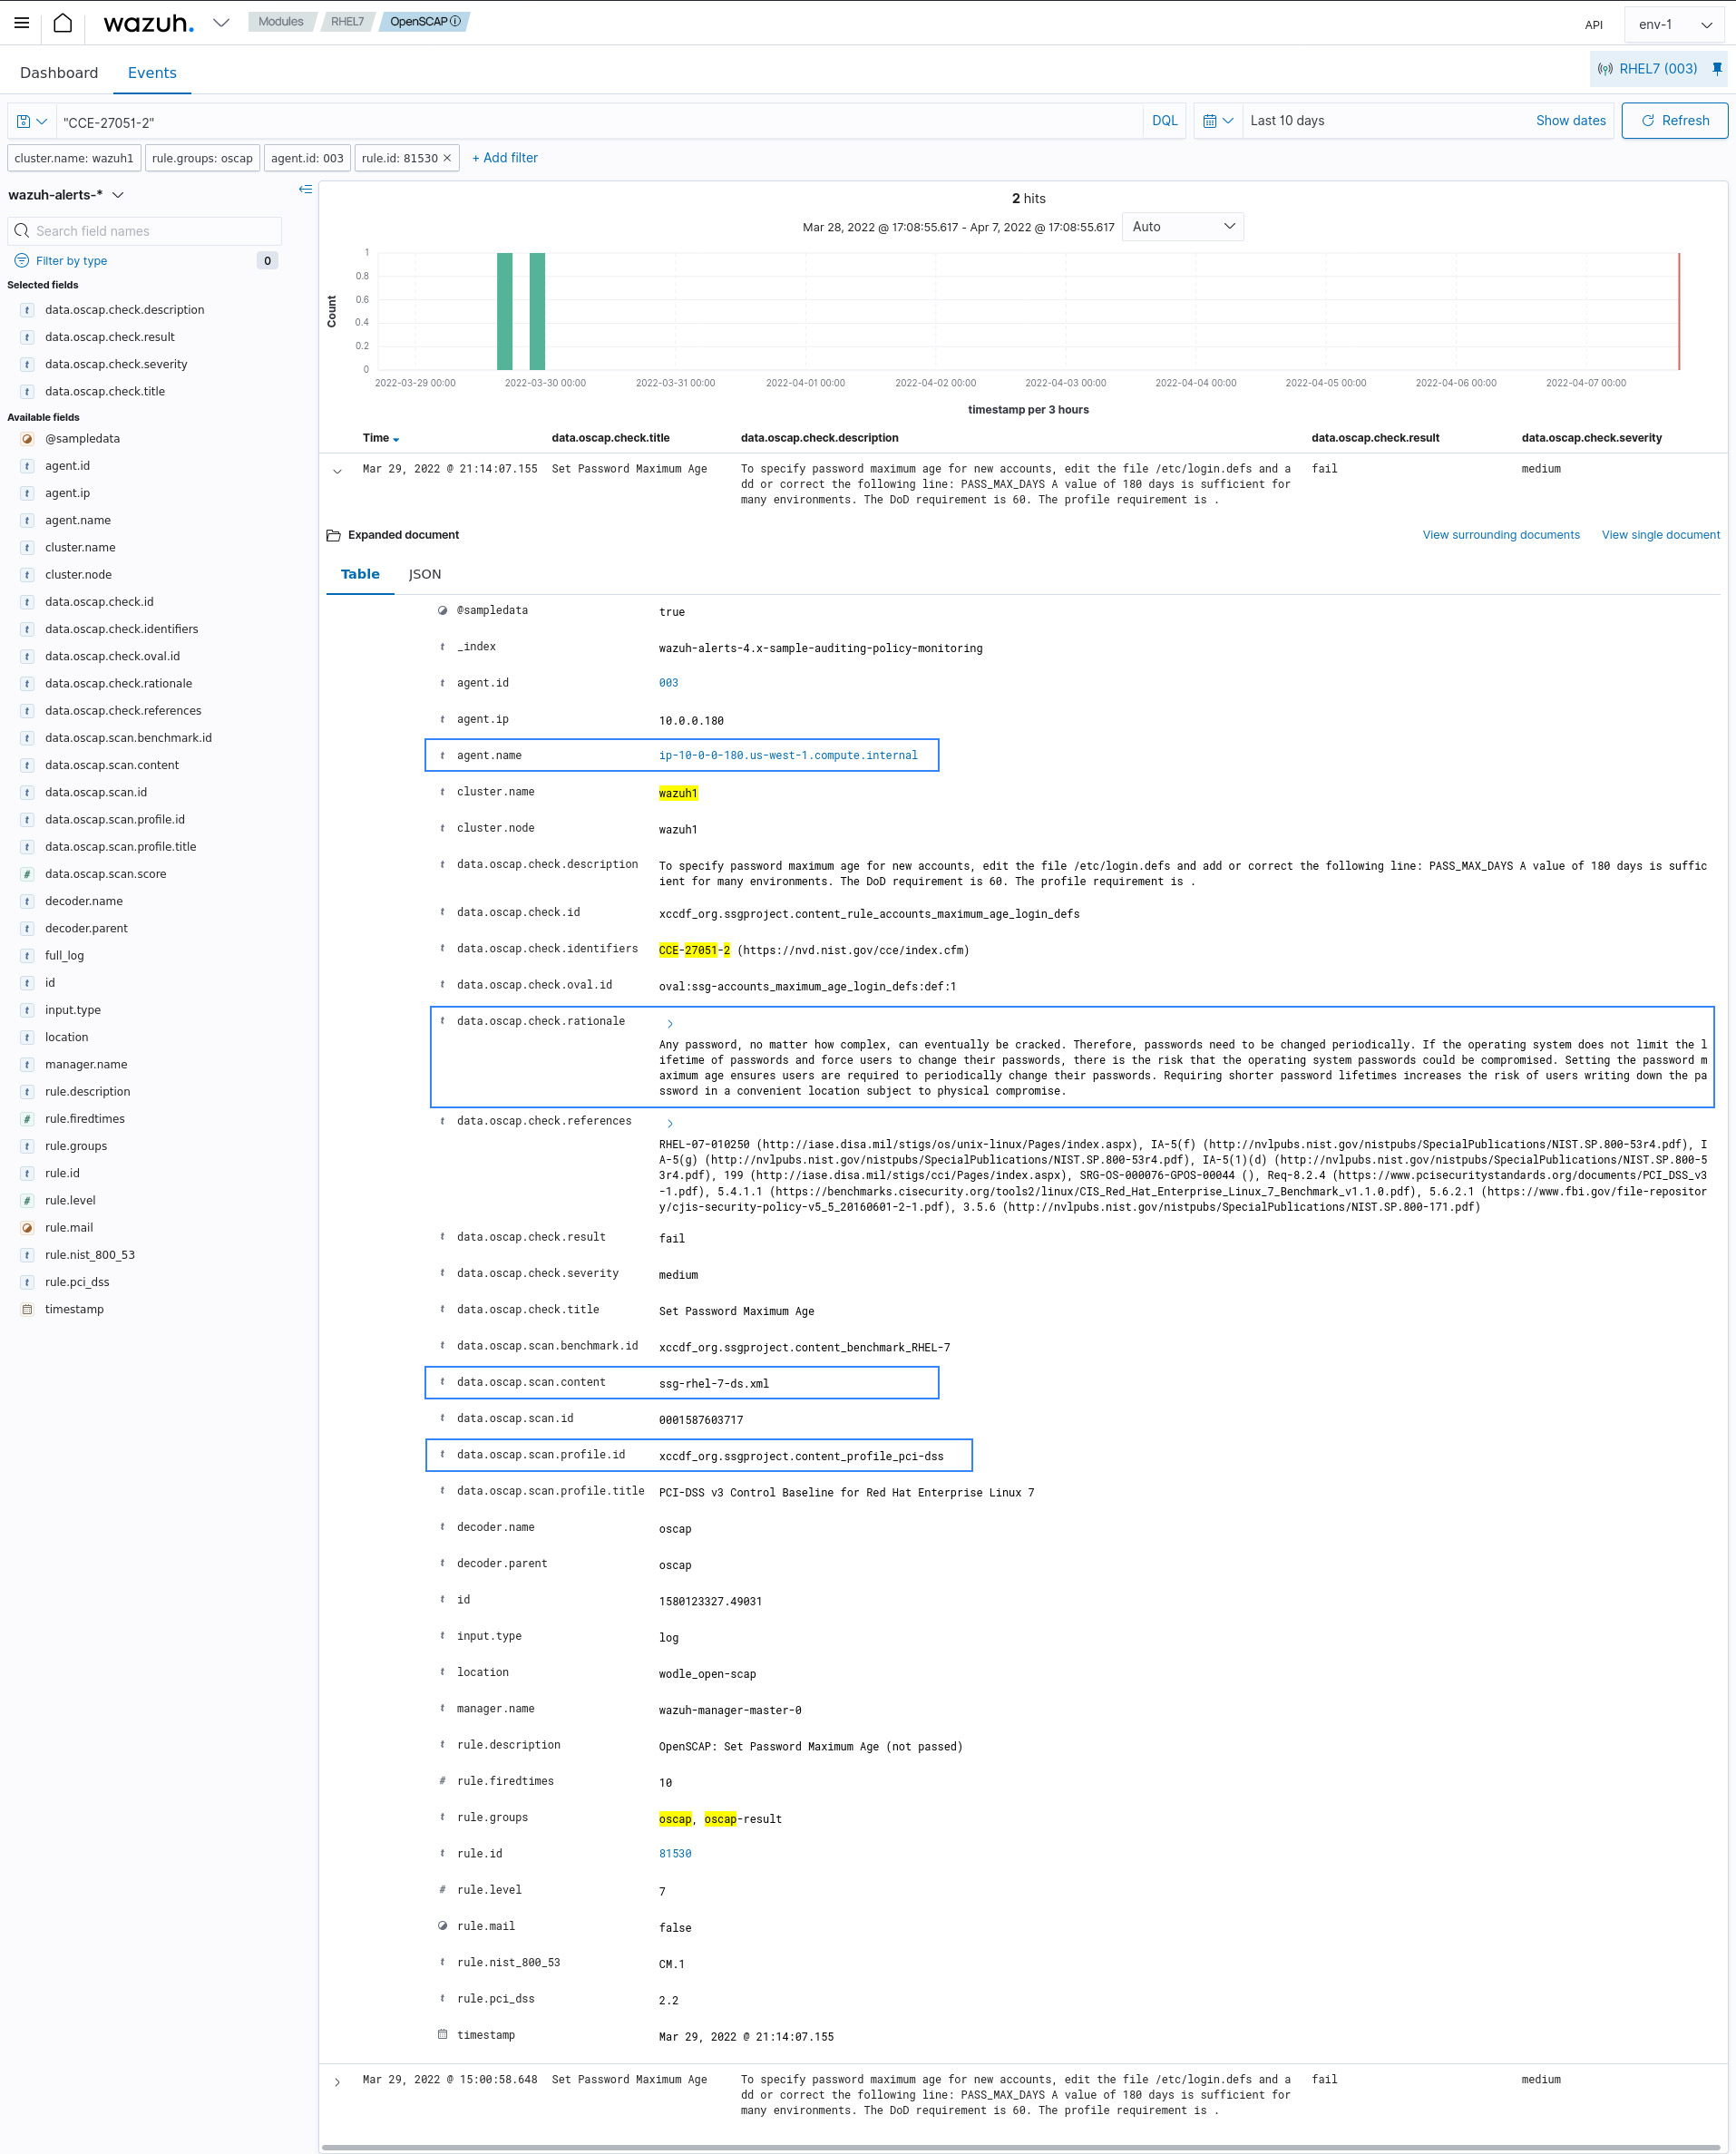 wazuh.
Modules
RHEL7
OpenSCAP
API
env-1
Dashboard
Events
RHEL7 (003)
"CCE-27051-2"
DQL
Last 10 days
Show dates
Refresh
cluster.name: wazuh1
rule.groups: oscap
agent.id: 003
rule.id: 81530
+ Add filter
wazuh-alerts-*
Search field names
Filter by type
0
Selected fields
t data.oscap.check.description
t data.oscap.check.result
t data.oscap.check.severity
t data.oscap.check.title
Available fields
@sampledata
t agent.id
t agent.ip
t agent.name
t cluster.name
t cluster.node
t data.oscap.check.id
t data.oscap.check.identifiers
t data.oscap.check.oval.id
t data.oscap.check.rationale
t data.oscap.check.references
t data.oscap.scan.benchmark.id
t data.oscap.scan.content
t data.oscap.scan.id
t data.oscap.scan.profile.id
t data.oscap.scan.profile.title
# data.oscap.scan.score
t decoder.name
t decoder.parent
t full_log
t id
t input.type
t location
t manager.name
t rule.description
# rule.firedtimes
t rule.groups
t rule.id
# rule.level
rule.mail
t rule.nist_800_53
t rule.pci_dss
timestamp
2 hits
Mar 28, 2022 @ 17:08:55.617 - Apr 7, 2022 @ 17:08:55.617
Auto
Count
1
0.8
0.6
0.4
0.2
0
2022-03-29 00:00
2022-03-30 00:00
2022-03-31 00:00
2022-04-01 00:00
2022-04-02 00:00
2022-04-03 00:00
2022-04-04 00:00
2022-04-05 00:00
2022-04-06 00:00
2022-04-07 00:00
timestamp per 3 hours
Time
data.oscap.check.title
data.oscap.check.description
data.oscap.check.result
data.oscap.check.severity
Mar 29, 2022 @ 21:14:07.155
Set Password Maximum Age
To specify password maximum age for new accounts, edit the file /etc/login.defs and a
dd or correct the following line: PASS_MAX_DAYS A value of 180 days is sufficient for
many environments. The DoD requirement is 60. The profile requirement is .
fail
medium
Expanded document
View surrounding documents
View single document
Table
JSON
@sampledata true
t _index wazuh-alerts-4.x-sample-auditing-policy-monitoring
t agent.id 003
t agent.ip 10.0.0.180
t agent.name ip-10-0-0-180.us-west-1.compute.internal
t cluster.name wazuh1
t cluster.node wazuh1
t data.oscap.check.description To specify password maximum age for new accounts, edit the file /etc/login.defs and add or correct the following line: PASS_MAX_DAYS A value of 180 days is suffic
ient for many environments. The DoD requirement is 60. The profile requirement is .
t data.oscap.check.id xccdf_org.ssgproject.content_rule_accounts_maximum_age_login_defs
t data.oscap.check.identifiers CCE-27051-2 (https://nvd.nist.gov/cce/index.cfm)
t data.oscap.check.oval.id oval:ssg-accounts_maximum_age_login_defs:def:1
t data.oscap.check.rationale
Any password, no matter how complex, can eventually be cracked. Therefore, passwords need to be changed periodically. If the operating system does not limit the l
ifetime of passwords and force users to change their passwords, there is the risk that the operating system passwords could be compromised. Setting the password m
aximum age ensures users are required to periodically change their passwords. Requiring shorter password lifetimes increases the risk of users writing down the pa
ssword in a convenient location subject to physical compromise.
t data.oscap.check.references
RHEL-07-010250 (http://iase.disa.mil/stigs/os/unix-linux/Pages/index.aspx), IA-5(f) (http://nvlpubs.nist.gov/nistpubs/SpecialPublications/NIST.SP.800-53r4.pdf), I
A-5(g) (http://nvlpubs.nist.gov/nistpubs/SpecialPublications/NIST.SP.800-53r4.pdf), IA-5(1)(d) (http://nvlpubs.nist.gov/nistpubs/SpecialPublications/NIST.SP.800-5
3r4.pdf), 199 (http://iase.disa.mil/stigs/cci/Pages/index.aspx), SRG-OS-000076-GPOS-00044 (), Req-8.2.4 (https://www.pcisecuritystandards.org/documents/PCI_DSS_v3
-1.pdf), 5.4.1.1 (https://benchmarks.cisecurity.org/tools2/linux/CIS_Red_Hat_Enterprise_Linux_7_Benchmark_v1.1.0.pdf), 5.6.2.1 (https://www.fbi.gov/file-repositor
y/cjis-security-policy-v5_5_20160601-2-1.pdf), 3.5.6 (http://nvlpubs.nist.gov/nistpubs/SpecialPublications/NIST.SP.800-171.pdf)
t data.oscap.check.result fail
t data.oscap.check.severity medium
t data.oscap.check.title Set Password Maximum Age
t data.oscap.scan.benchmark.id xccdf_org.ssgproject.content_benchmark_RHEL-7
t data.oscap.scan.content ssg-rhel-7-ds.xml
t data.oscap.scan.id 0001587603717
t data.oscap.scan.profile.id xccdf_org.ssgproject.content_profile_pci-dss
t data.oscap.scan.profile.title PCI-DSS v3 Control Baseline for Red Hat Enterprise Linux 7
t decoder.name oscap
t decoder.parent oscap
t id 1580123327.49031
t input.type log
t location wodle_open-scap
t manager.name wazuh-manager-master-0
t rule.description OpenSCAP: Set Password Maximum Age (not passed)
# rule.firedtimes 10
t rule.groups oscap, oscap-result
t rule.id 81530
# rule.level 7
rule.mail false
t rule.nist_800_53 CM.1
t rule.pci_dss 2.2
timestamp Mar 29, 2022 @ 21:14:07.155
Mar 29, 2022 @ 15:00:58.648
Set Password Maximum Age
To specify password maximum age for new accounts, edit the file /etc/login.defs and a
dd or correct the following line: PASS_MAX_DAYS A value of 180 days is sufficient for
many environments. The DoD requirement is 60. The profile requirement is .
fail
medium